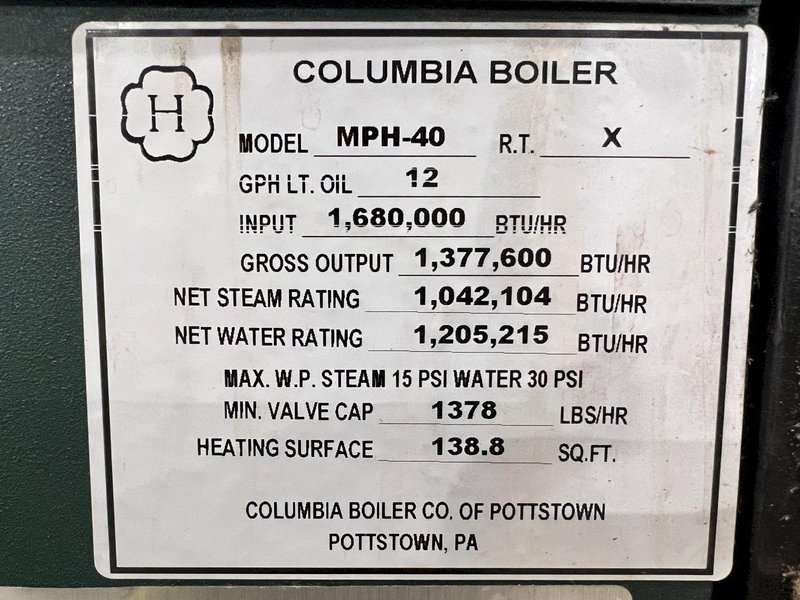 COLUMBIA BOILER
H
MODEL MPH-40 R.T. X
GPH LT. OIL 12
INPUT 1,680,000 BTU/HR
GROSS OUTPUT 1,377,600 BTU/HR
NET STEAM RATING 1,042,104 BTU/HR
NET WATER RATING 1,205,215 BTU/HR
MAX. W.P. STEAM 15 PSI WATER 30 PSI
MIN. VALVE CAP 1378 LBS/HR
HEATING SURFACE 138.8 SQ.FT.
COLUMBIA BOILER CO. OF POTTSTOWN
POTTSTOWN, PA